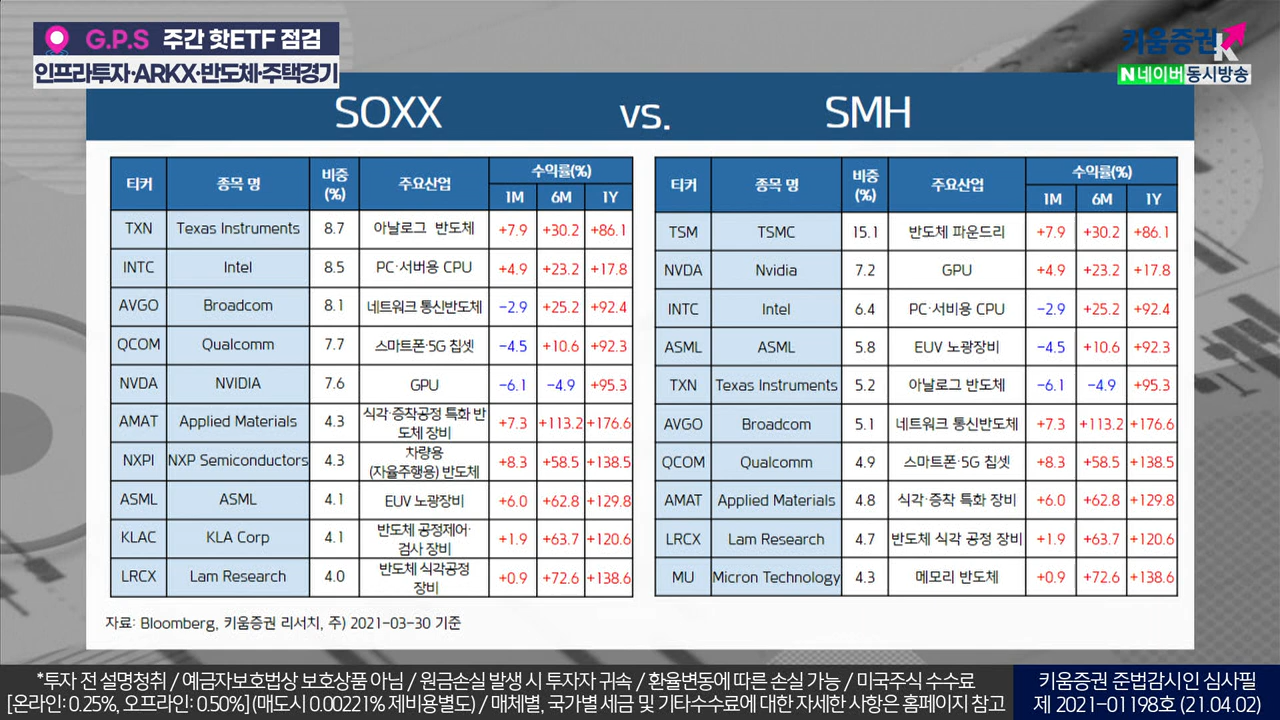 G.P.S 주간 핫ETF 점검
인프라투자·ARKX·반도체·주택경기
키움증권
N 네이버 동시방송
SOXX vs. SMH
티커 종목 명 비중(%) 주요산업 수익률(%) 1M 6M 1Y
TXN Texas Instruments 8.7 아날로그 반도체 +7.9 +30.2 +86.1
INTC Intel 8.5 PC·서버용 CPU +4.9 +23.2 +17.8
AVGO Broadcom 8.1 네트워크 통신반도체 -2.9 +25.2 +92.4
QCOM Qualcomm 7.7 스마트폰·5G 칩셋 -4.5 +10.6 +92.3
NVDA NVIDIA 7.6 GPU -6.1 -4.9 +95.3
AMAT Applied Materials 4.3 식각·증착공정 특화 반도체 장비 +7.3 +113.2 +176.6
NXPI NXP Semiconductors 4.3 차량용 (자율주행용) 반도체 +8.3 +58.5 +138.5
ASML ASML 4.1 EUV 노광장비 +6.0 +62.8 +129.8
KLAC KLA Corp 4.1 반도체 공정제어·검사 장비 +1.9 +63.7 +120.6
LRCX Lam Research 4.0 반도체 식각공정 장비 +0.9 +72.6 +138.6
티커 종목 명 비중(%) 주요산업 수익률(%) 1M 6M 1Y
TSM TSMC 15.1 반도체 파운드리 +7.9 +30.2 +86.1
NVDA Nvidia 7.2 GPU +4.9 +23.2 +17.8
INTC Intel 6.4 PC·서비용 CPU -2.9 +25.2 +92.4
ASML ASML 5.8 EUV 노광장비 -4.5 +10.6 +92.3
TXN Texas Instruments 5.2 아날로그 반도체 -6.1 -4.9 +95.3
AVGO Broadcom 5.1 네트워크 통신반도체 +7.3 +113.2 +176.6
QCOM Qualcomm 4.9 스마트폰·5G 칩셋 +8.3 +58.5 +138.5
AMAT Applied Materials 4.8 식각·증착 특화 장비 +6.0 +62.8 +129.8
LRCX Lam Research 4.7 반도체 식각 공정 장비 +1.9 +63.7 +120.6
MU Micron Technology 4.3 메모리 반도체 +0.9 +72.6 +138.6
자료: Bloomberg, 키움증권 리서치, 주) 2021-03-30 기준
*투자 전 설명청취 / 예금자보호법상 보호상품 아님 / 원금손실 발생 시 투자자 귀속 / 환율변동에 따른 손실 가능 / 미국주식 수수료
[온라인: 0.25%, 오프라인: 0.50%] (매도시 0.00221% 제비용별도) / 매체별, 국가별 세금 및 기타수수료에 대한 자세한 사항은 홈페이지 참고
키움증권 준법감시인 심사필
제 2021-01198호 (21.04.02)